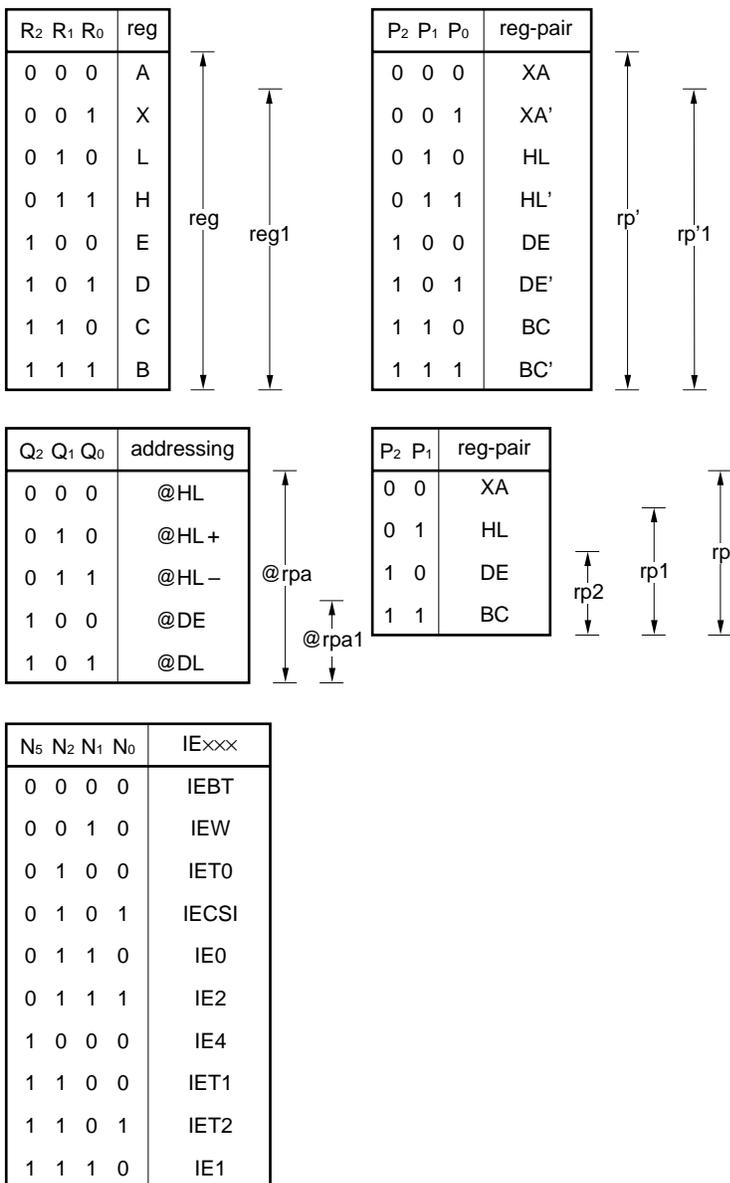 R2 R1 R0 reg
0 0 0 A
0 0 1 X
0 1 0 L
0 1 1 H
1 0 0 E
1 0 1 D
1 1 0 C
1 1 1 B
reg
reg1
P2 P1 P0 reg-pair
0 0 0 XA
0 0 1 XA’
0 1 0 HL
0 1 1 HL’
1 0 0 DE
1 0 1 DE’
1 1 0 BC
1 1 1 BC’
rp’
rp’1
Q2 Q1 Q0 addressing
0 0 0 @HL
0 1 0 @HL+
0 1 1 @HL–
1 0 0 @DE
1 0 1 @DL
@rpa
@rpa1
P2 P1 reg-pair
0 0 XA
0 1 HL
1 0 DE
1 1 BC
rp2
rp1
rp
N5 N2 N1 N0 IE×××
0 0 0 0 IEBT
0 0 1 0 IEW
0 1 0 0 IET0
0 1 0 1 IECSI
0 1 1 0 IE0
0 1 1 1 IE2
1 0 0 0 IE4
1 1 0 0 IET1
1 1 0 1 IET2
1 1 1 0 IE1